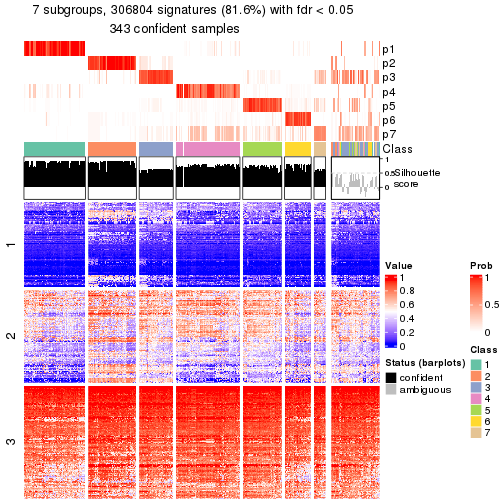 7 subgroups, 306804 signatures (81.6%) with fdr < 0.05
343 confident samples
p1
p2
p3
p4
p5
p6
p7
Class
1
0.5
0
Silhouette
score
1
2
3
Value
1
0.8
0.6
0.4
0.2
0
Prob
1
0.5
0
Status (barplots)
confident
ambiguous
Class
1
2
3
4
5
6
7